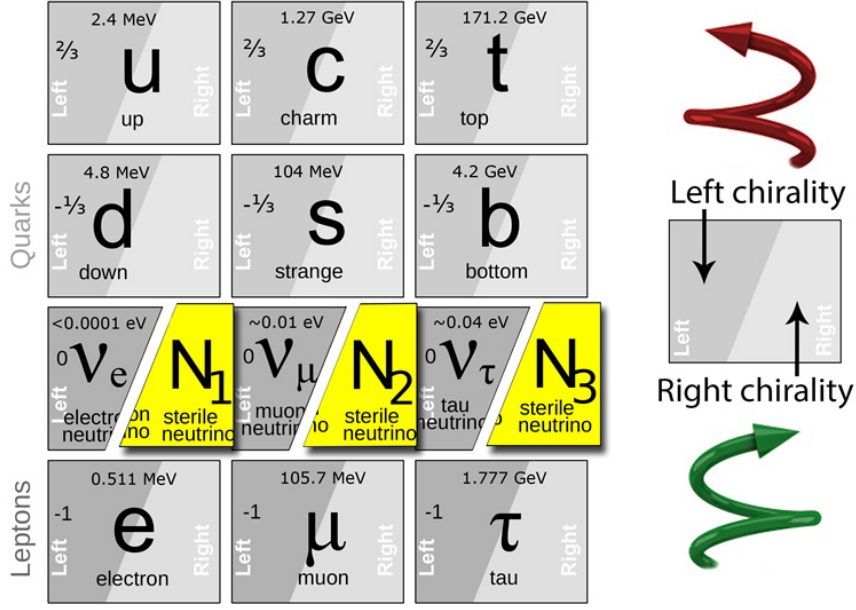 2.4 MeV
⅔
u
Left
Right
up
1.27 GeV
⅔
c
Left
Right
charm
171.2 GeV
⅔
t
Left
Right
top
Quarks
4.8 MeV
-⅓
d
Left
Right
down
104 MeV
-⅓
s
Left
Right
strange
4.2 GeV
-⅓
b
Left
Right
bottom
<0.0001 eV
0
νe
Left
electron
neutrino
N1
sterile
neutrino
~0.01 eV
0
νμ
Left
muon
neutrino
N2
sterile
neutrino
~0.04 eV
0
ντ
Left
tau
neutrino
N3
sterile
neutrino
Leptons
0.511 MeV
-1
e
Left
Right
electron
105.7 MeV
-1
μ
Left
Right
muon
1.777 GeV
-1
τ
Left
Right
tau
Left chirality
Left
Right
Right chirality